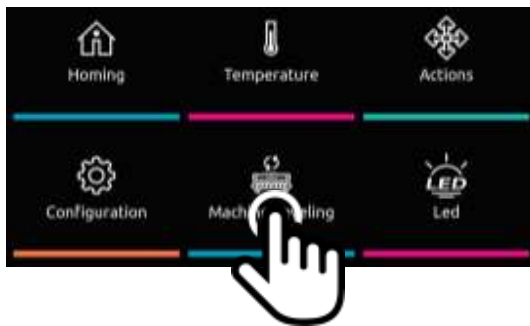 Homing
Temperature
Actions
LED
Configuration
Led